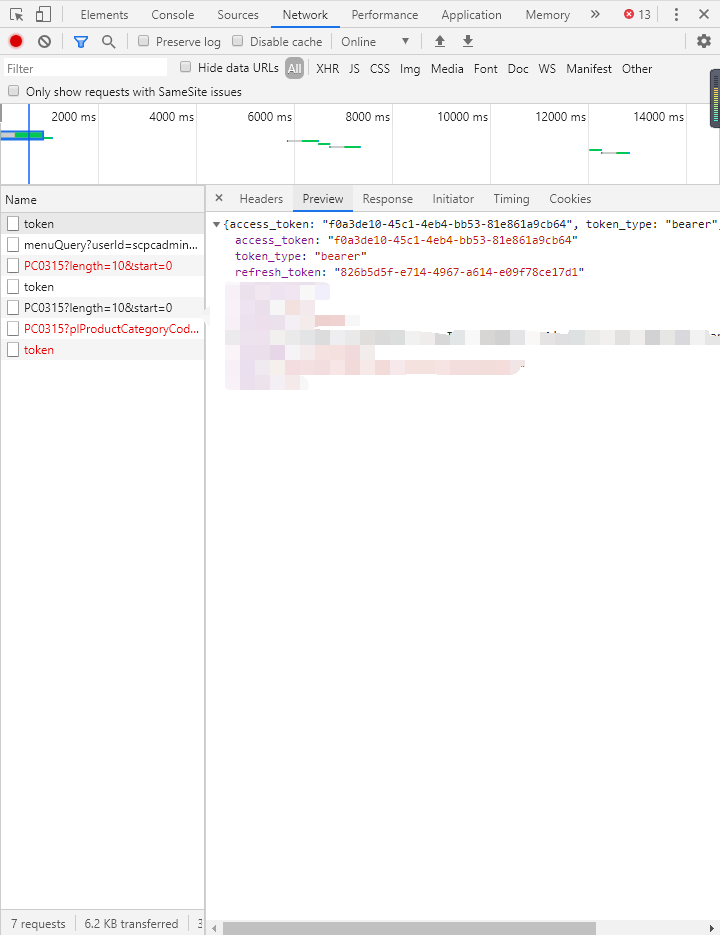 Elements Console Sources Network Performance Application Memory 13
Preserve log Disable cache Online
Filter Hide data URLs All XHR JS CSS Img Media Font Doc WS Manifest Other
Only show requests with SameSite issues
2000 ms 4000 ms 6000 ms 8000 ms 10000 ms 12000 ms 14000 ms
Name
token
menuQuery?userId=scpcadmin...
PC0315?length=10&start=0
token
PC0315?length=10&start=0
PC0315?plProductCategoryCod...
token
Headers Preview Response Initiator Timing Cookies
{access_token: "f0a3de10-45c1-4eb4-bb53-81e861a9cb64", token_type: "bearer",
access_token: "f0a3de10-45c1-4eb4-bb53-81e861a9cb64"
token_type: "bearer"
refresh_token: "826b5d5f-e714-4967-a614-e09f78ce17d1"
7 requests 6.2 KB transferred